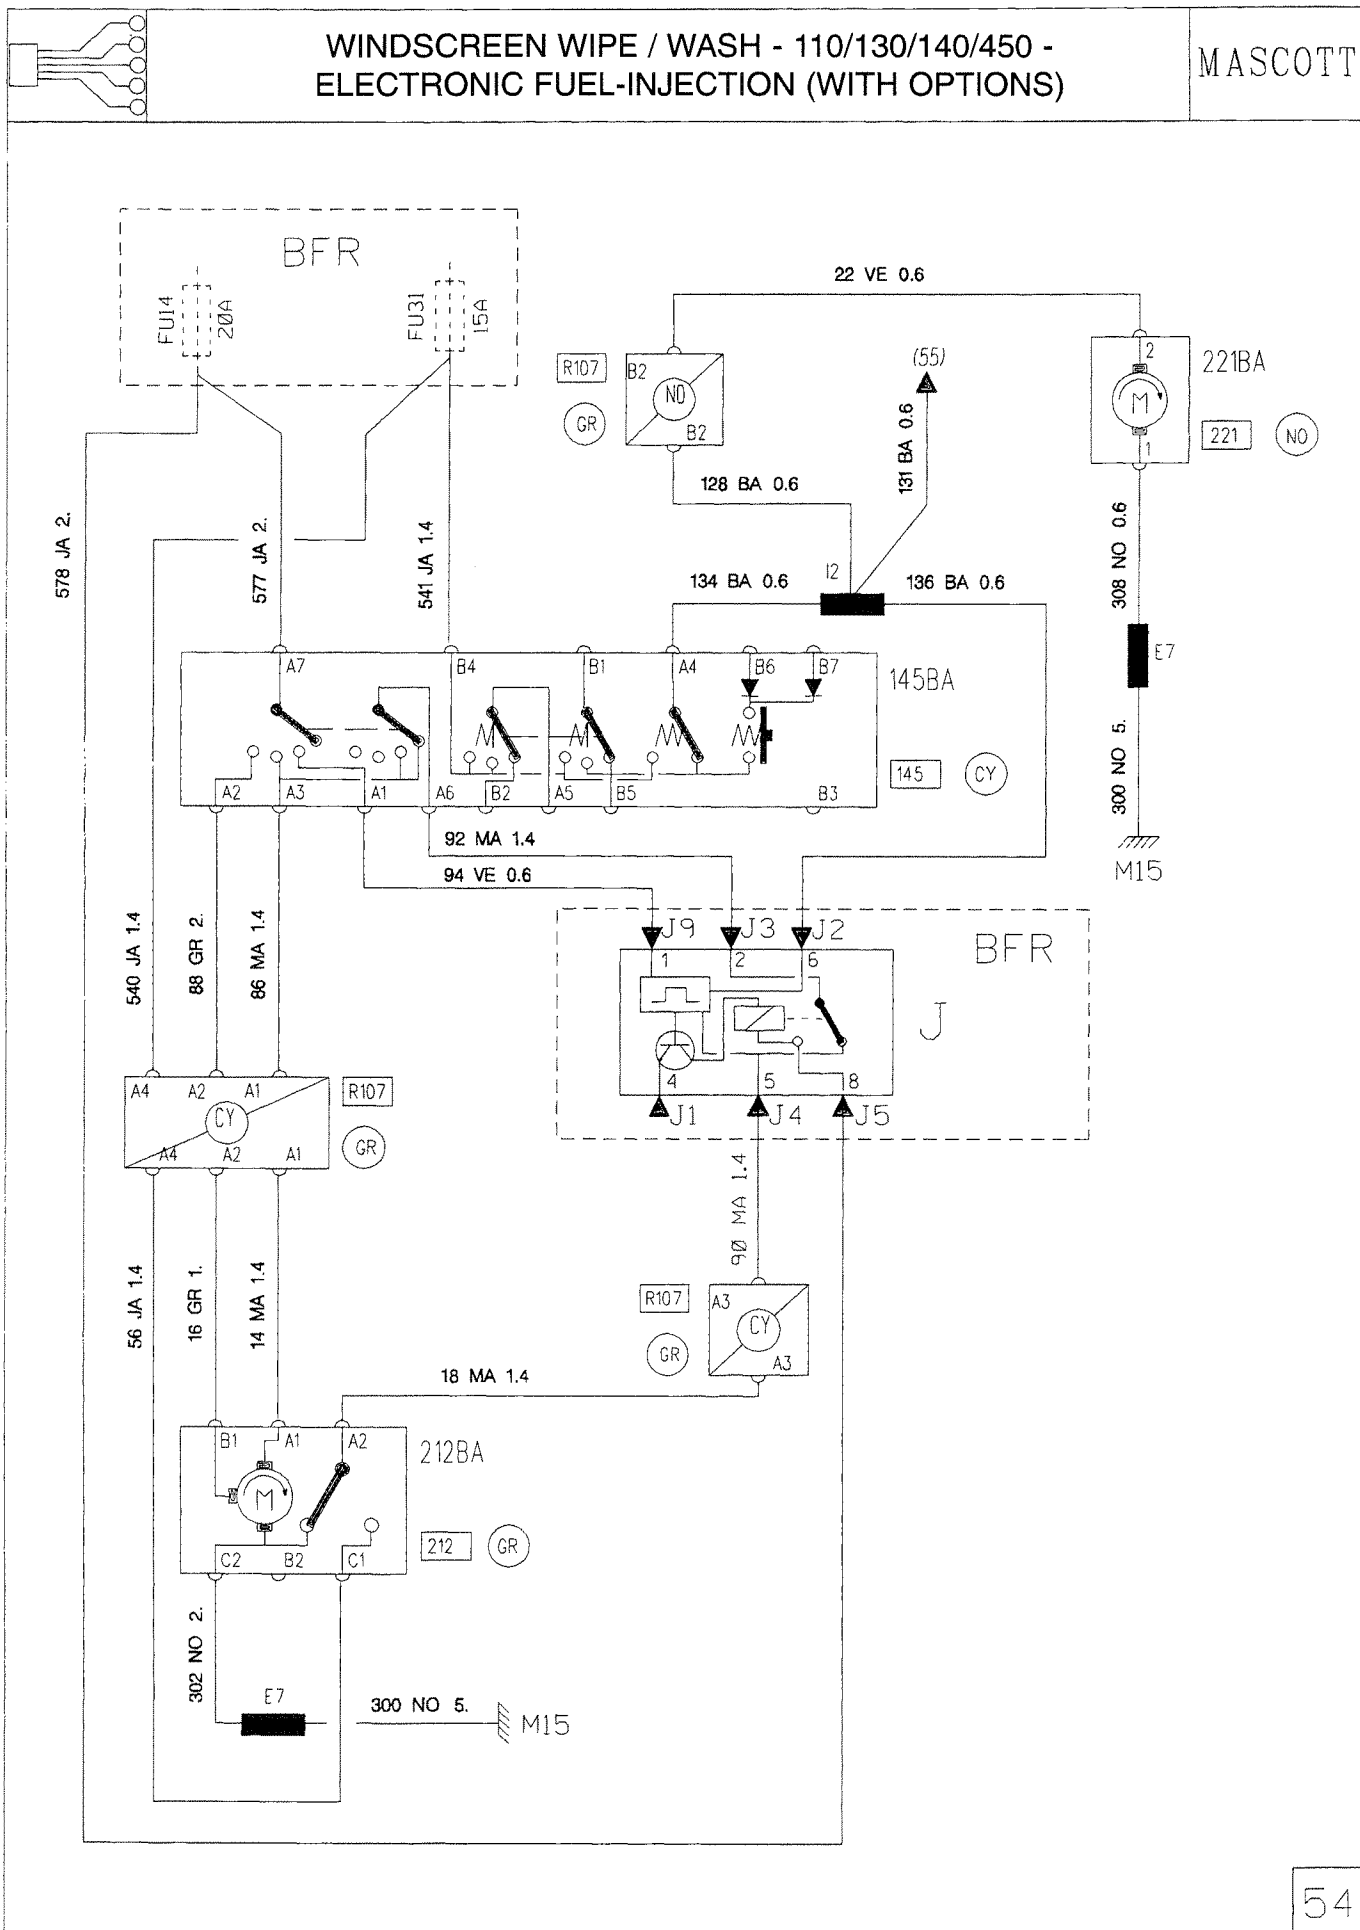 WINDSCREEN WIPE / WASH - 110/130/140/450 -
ELECTRONIC FUEL-INJECTION (WITH OPTIONS)
MASCOTT
BFR
FU14
20A
FU31
15A
22 VE 0.6
R107
B2
NO
B2
GR
(55)
131 BA 0.6
2
M
1
221BA
221
NO
128 BA 0.6
578 JA 2.
577 JA 2.
541 JA 1.4
134 BA 0.6
I2
136 BA 0.6
308 NO 0.6
E7
300 NO 5.
M15
A7
B4
B1
A4
B6
B7
145BA
145
CY
A2
A3
A1
A6
B2
A5
B5
B3
92 MA 1.4
94 VE 0.6
540 JA 1.4
88 GR 2.
86 MA 1.4
J9
J3
J2
BFR
1
2
6
J
4
5
8
J1
J4
J5
A4
A2
A1
R107
CY
GR
A4
A2
A1
90 MA 1.4
56 JA 1.4
16 GR 1.
14 MA 1.4
R107
A3
CY
GR
A3
18 MA 1.4
B1
A1
A2
212BA
M
212
GR
C2
B2
C1
302 NO 2.
E7
300 NO 5.
M15
54